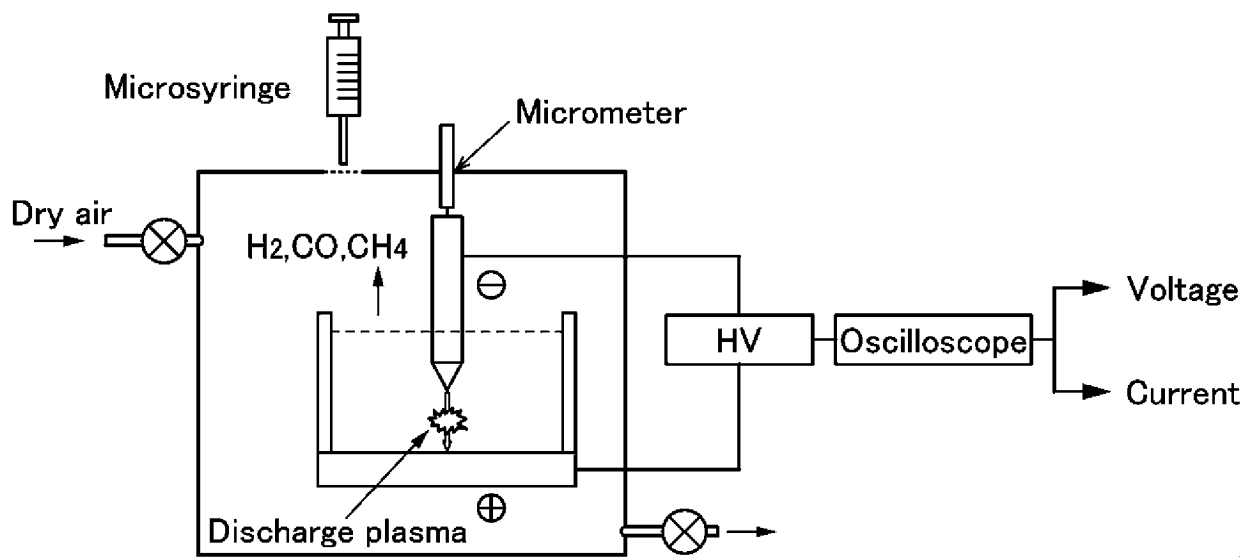 Microsyringe
Micrometer
Dry air
H2,CO,CH4
⊖
HV
Oscilloscope
Voltage
Current
⊕
Discharge plasma